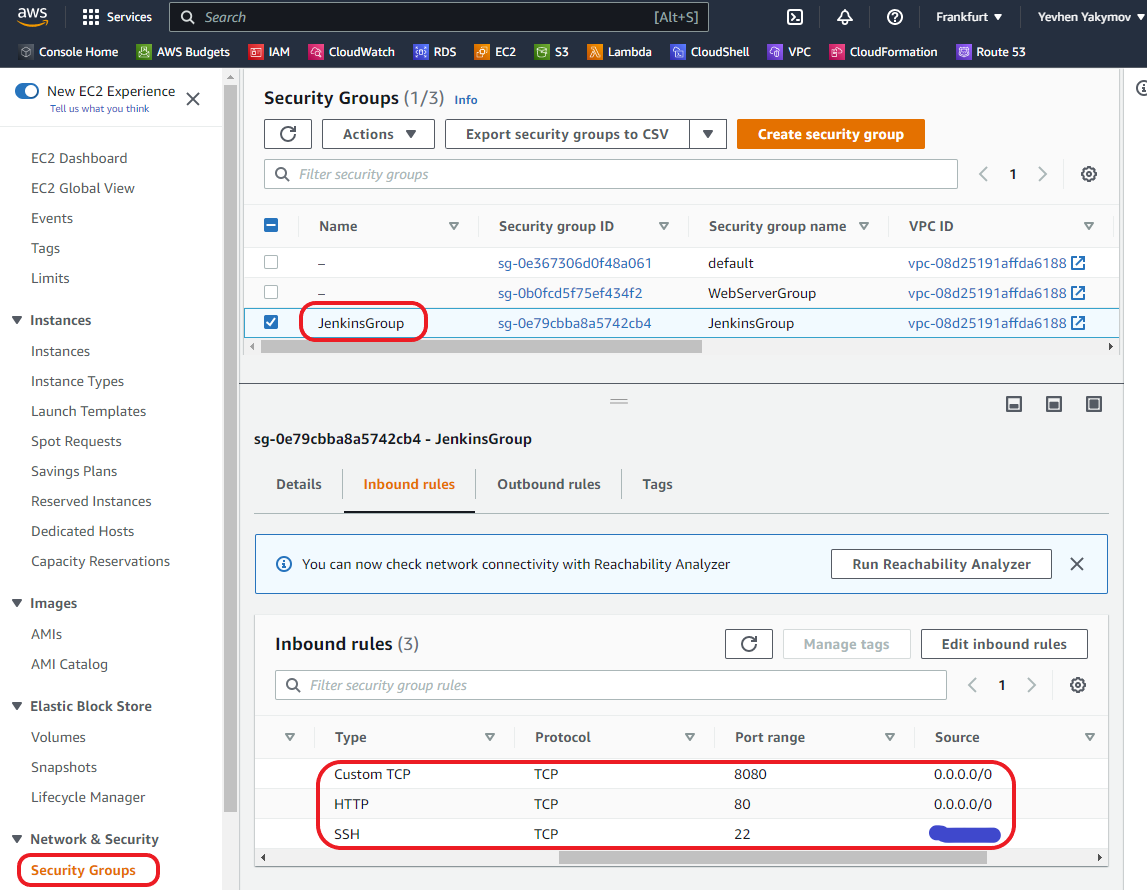 aws Services Search [Alt+S] Frankfurt Yevhen Yakymov
Console Home AWS Budgets IAM CloudWatch RDS EC2 S3 Lambda CloudShell VPC CloudFormation Route 53
New EC2 Experience
Tell us what you think
EC2 Dashboard
EC2 Global View
Events
Tags
Limits
Instances
Instances
Instance Types
Launch Templates
Spot Requests
Savings Plans
Reserved Instances
Dedicated Hosts
Capacity Reservations
Images
AMIs
AMI Catalog
Elastic Block Store
Volumes
Snapshots
Lifecycle Manager
Network & Security
Security Groups
Security Groups (1/3) Info
Actions Export security groups to CSV Create security group
Filter security groups 1
Name Security group ID Security group name VPC ID
– sg-0e367306d0f48a061 default vpc-08d25191affda6188
– sg-0b0fcd5f75ef434f2 WebServerGroup vpc-08d25191affda6188
JenkinsGroup sg-0e79cbba8a5742cb4 JenkinsGroup vpc-08d25191affda6188
sg-0e79cbba8a5742cb4 - JenkinsGroup
Details Inbound rules Outbound rules Tags
You can now check network connectivity with Reachability Analyzer Run Reachability Analyzer
Inbound rules (3) Manage tags Edit inbound rules
Filter security group rules 1
Type Protocol Port range Source
Custom TCP TCP 8080 0.0.0.0/0
HTTP TCP 80 0.0.0.0/0
SSH TCP 22